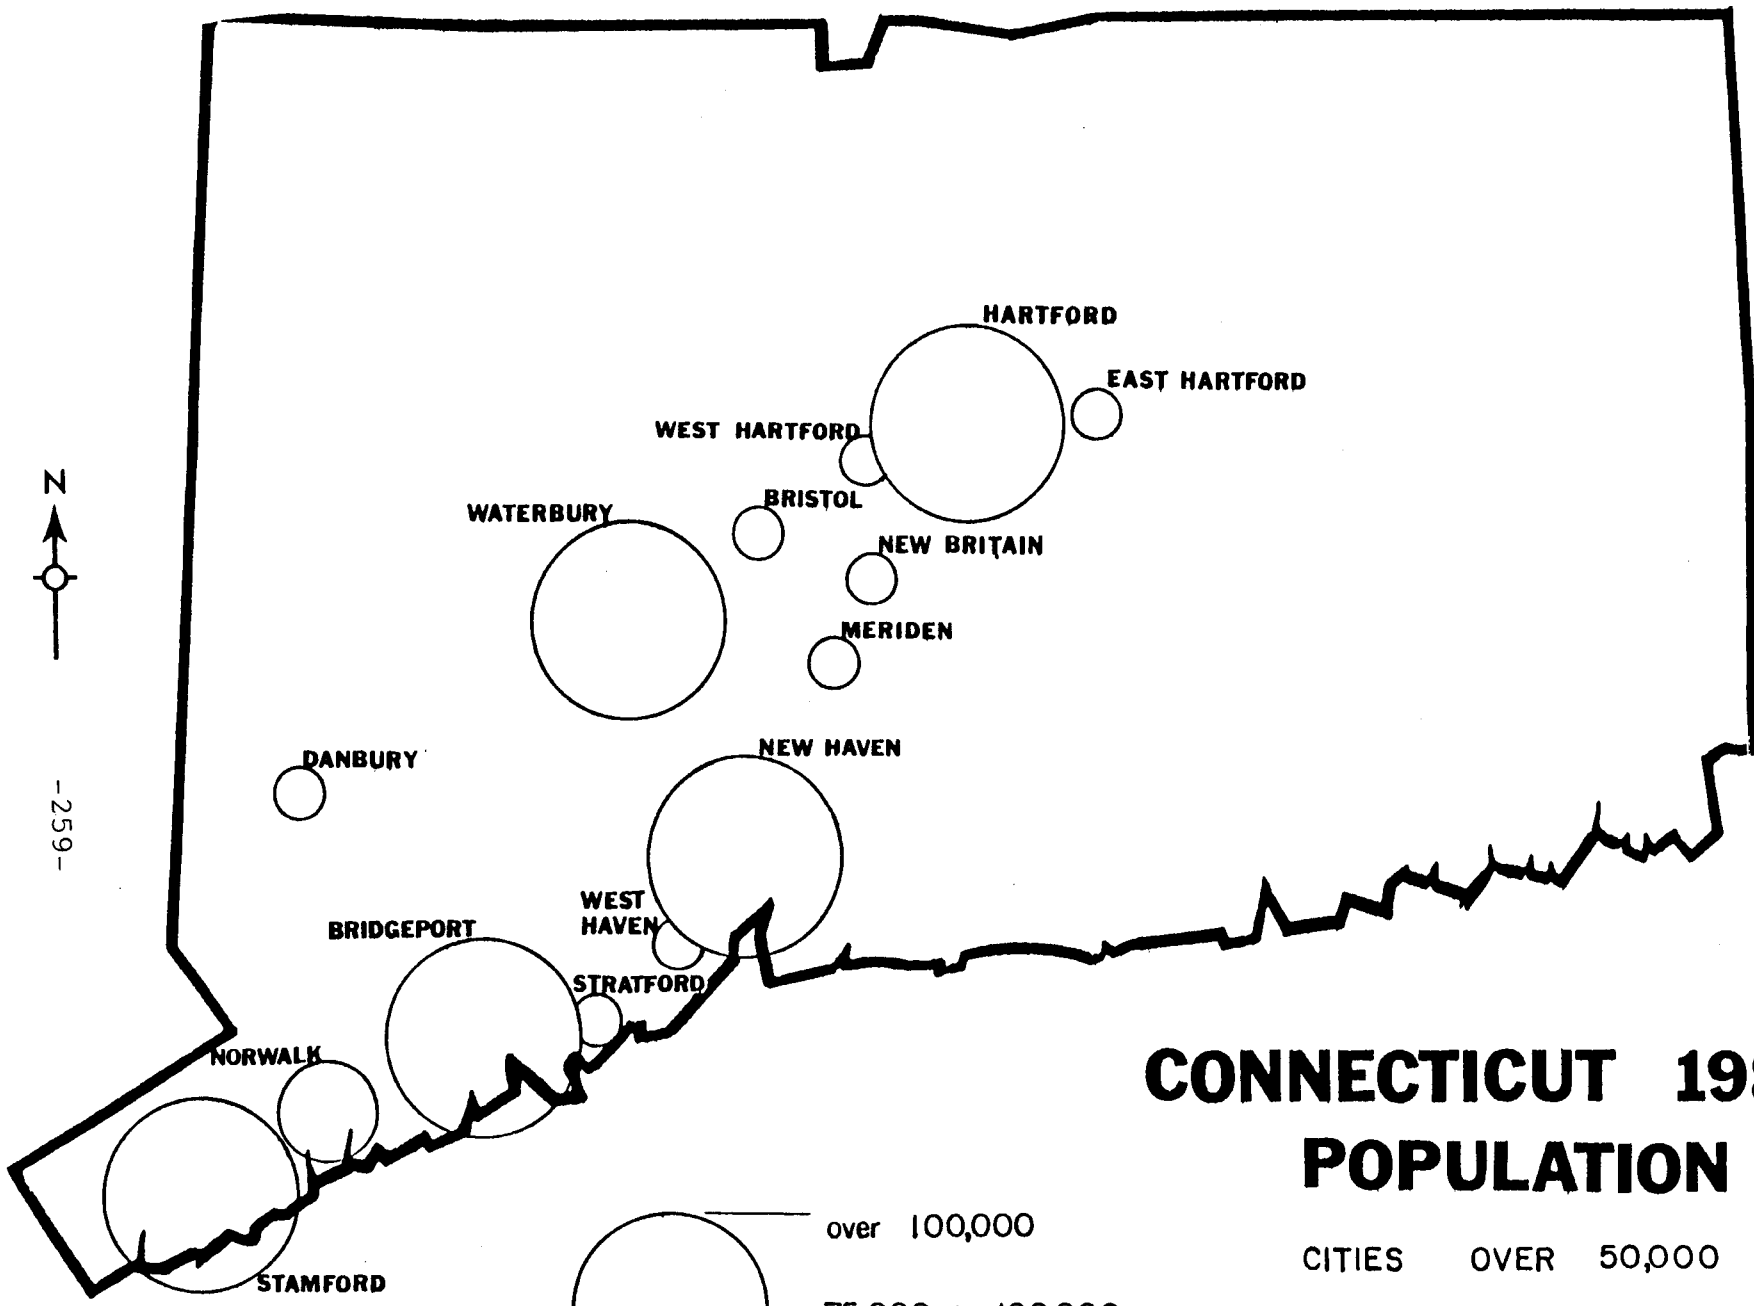 HARTFORD
EAST HARTFORD
WEST HARTFORD
BRISTOL
WATERBURY
NEW BRITAIN
MERIDEN
N
NEW HAVEN
DANBURY
-259-
WEST
HAVEN
BRIDGEPORT
STRATFORD
NORWALK
STAMFORD
CONNECTICUT
POPULATION
CITIES OVER 50,000
over 100,000